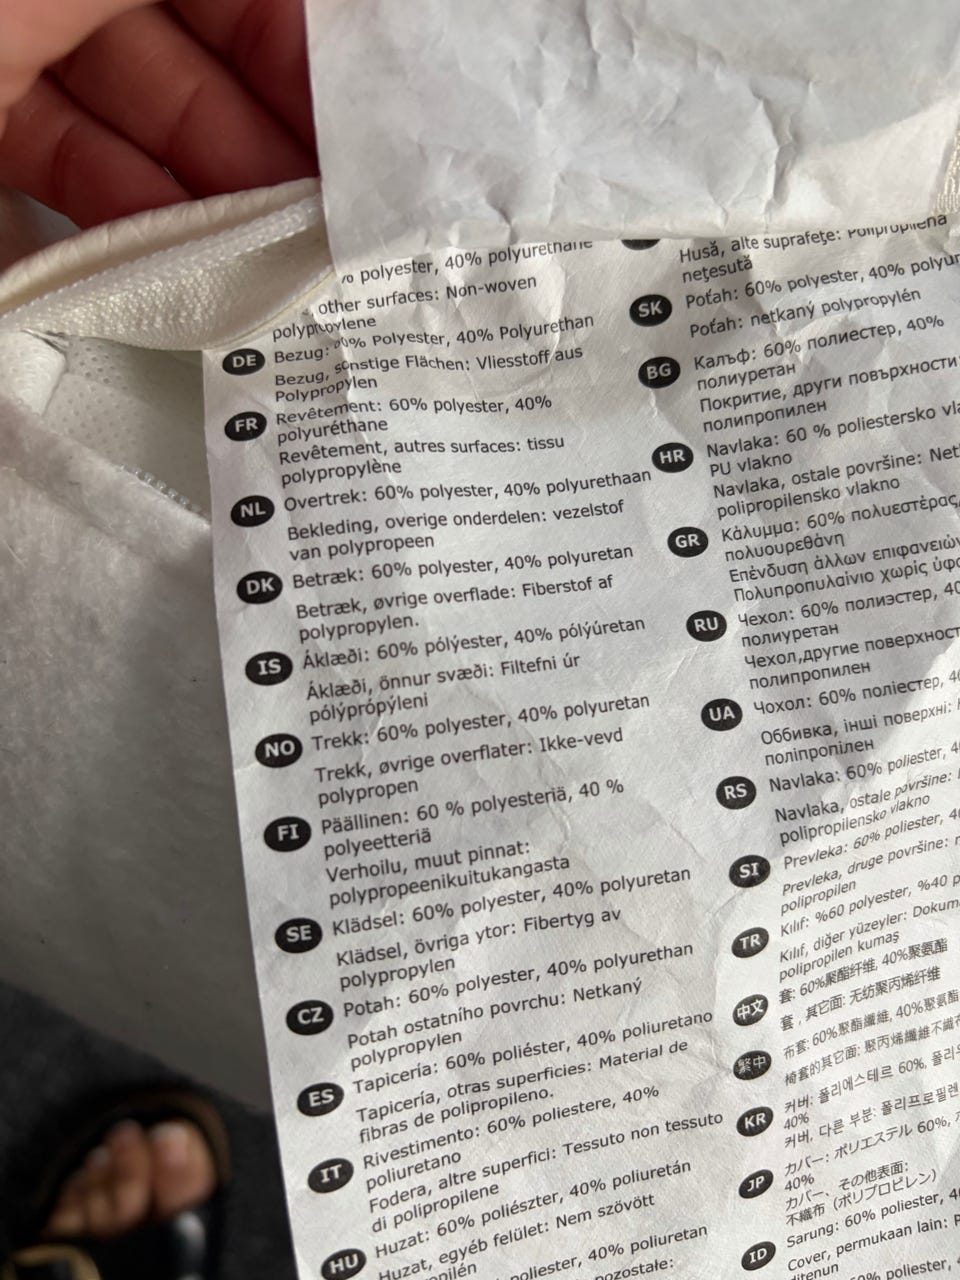 % polyester, 40% polyurethane
other surfaces: Non-woven
polypropylene
DE Bezug: % Polyester, 40% Polyurethan
Bezug, sonstige Flächen: Vliesstoff aus
Polypropylen
FR Revêtement: 60% polyester, 40%
polyuréthane
Revêtement, autres surfaces: tissu
polypropylène
NL Overtrek: 60% polyester, 40% polyurethaan
Bekleding, overige onderdelen: vezelstof
van polypropeen
DK Betræk: 60% polyester, 40% polyuretan
Betræk, øvrige overflade: Fiberstof af
polypropylen.
IS Áklæði: 60% pólýester, 40% pólýúretan
Áklæði, önnur svæði: Filtefni úr
pólýprópýleni
NO Trekk: 60% polyester, 40% polyuretan
Trekk, øvrige overflater: Ikke-vevd
polypropen
FI Päällinen: 60 % polyesteriä, 40 %
polyeetteriä
Verhoilu, muut pinnat:
polypropeenikuitukangasta
SE Klädsel: 60% polyester, 40% polyuretan
Klädsel, övriga ytor: Fibertyg av
polypropylen
CZ Potah: 60% polyester, 40% polyurethan
Potah ostatního povrchu: Netkaný
polypropylen
ES Tapicería: 60% poliéster, 40% poliuretano
Tapicería, otras superficies: Material de
fibras de polipropileno.
IT Rivestimento: 60% poliestere, 40%
poliuretano
Fodera, altre superfici: Tessuto non tessuto
di polipropilene
HU Huzat: 60% poliészter, 40% poliuretán
Huzat, egyéb felület: Nem szövött
poliester, 40% poliuretan
pozostałe:
Husă, alte suprafeţe: Polipropilenă
neţesută
SK Poťah: 60% polyester, 40%
Poťah: netkaný polypropylén
BG Калъф: 60% полиестер, 40%
полиуретан
Покритие, други повърхности:
полипропилен
HR Navlaka: 60 % poliestersko
PU vlakno
Navlaka, ostale površine:
polipropilensko vlakno
GR Κάλυμμα: 60% πολυεστέρας,
πολυουρεθάνη
Επένδυση άλλων επιφανειών
Πολυπροπυλαίνιο χωρίς
RU Чехол: 60% полиэстер,
полиуретан
Чехол,другие поверхност
полипропилен
UA Чохол: 60% поліестер,
Оббивка, інші поверхні:
поліпропілен
RS Navlaka: 60% poliester,
Navlaka, ostale površine:
polipropilensko vlakno
SI Prevleka: 60% poliester,
Prevleka, druge površine:
polipropilen
TR Kılıf: %60 polyester, %40
Kılıf, diğer yüzeyler:
polipropilen kumaş
中文 套: 60%聚酯纤维, 40%聚氨酯
套，其它面: 无纺聚丙烯纤维
繁中 布套: 60%聚酯纖維, 40%聚氨酯
椅套的其它面: 聚丙烯纖維不織布
KR 커버: 폴리에스테르 60%,
40%
커버, 다른 부분: 폴리프로필렌
JP カバー: ポリエステル 60%,
40%
カバー、その他表面:
不織布（ポリプロピレン）
ID Sarung: 60% poliester,
Cover, permukaan lain: